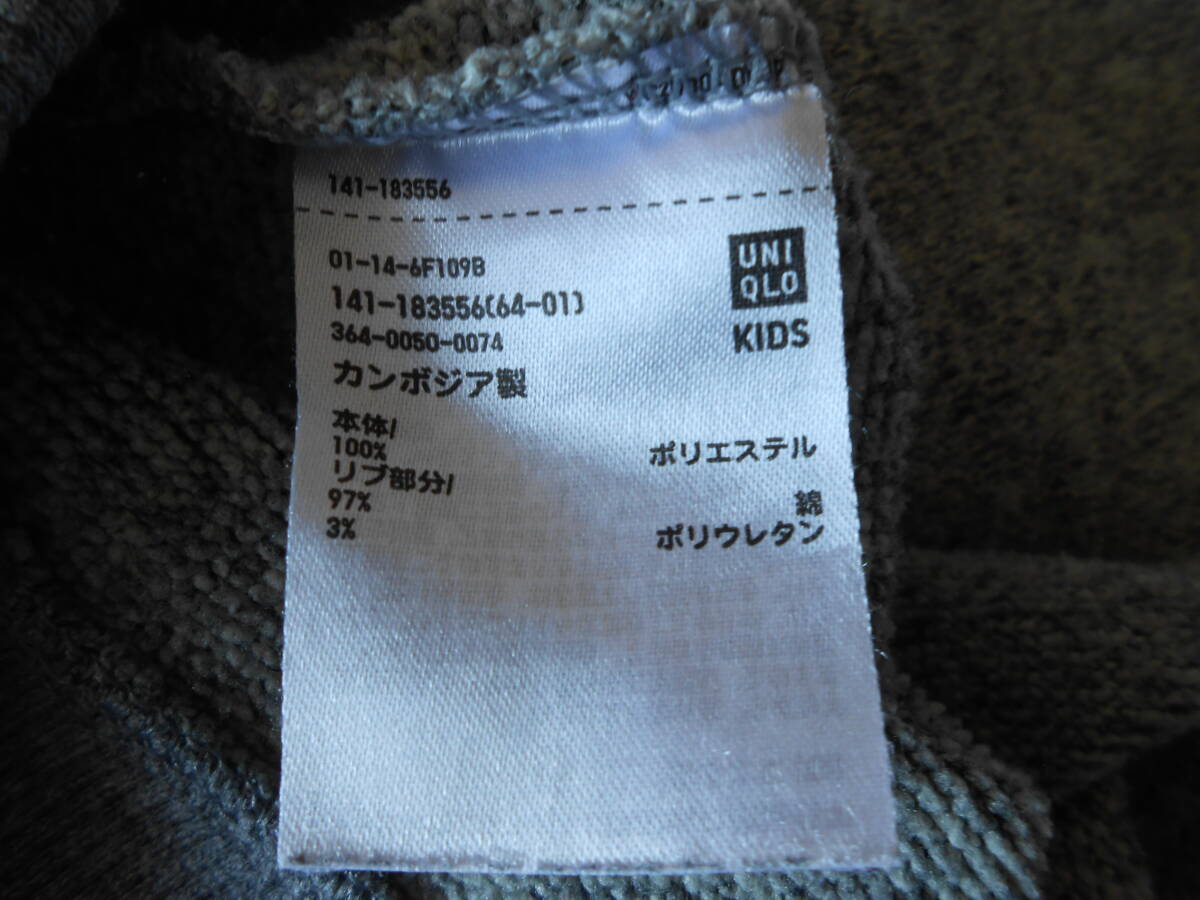 141-183556
01-14-6F109B
UNI
QLO
KIDS
141-183556(64-01)
364-0050-0074
カンボジア製
本体/
100% ポリエステル
リブ部分/
97% 綿
3% ポリウレタン